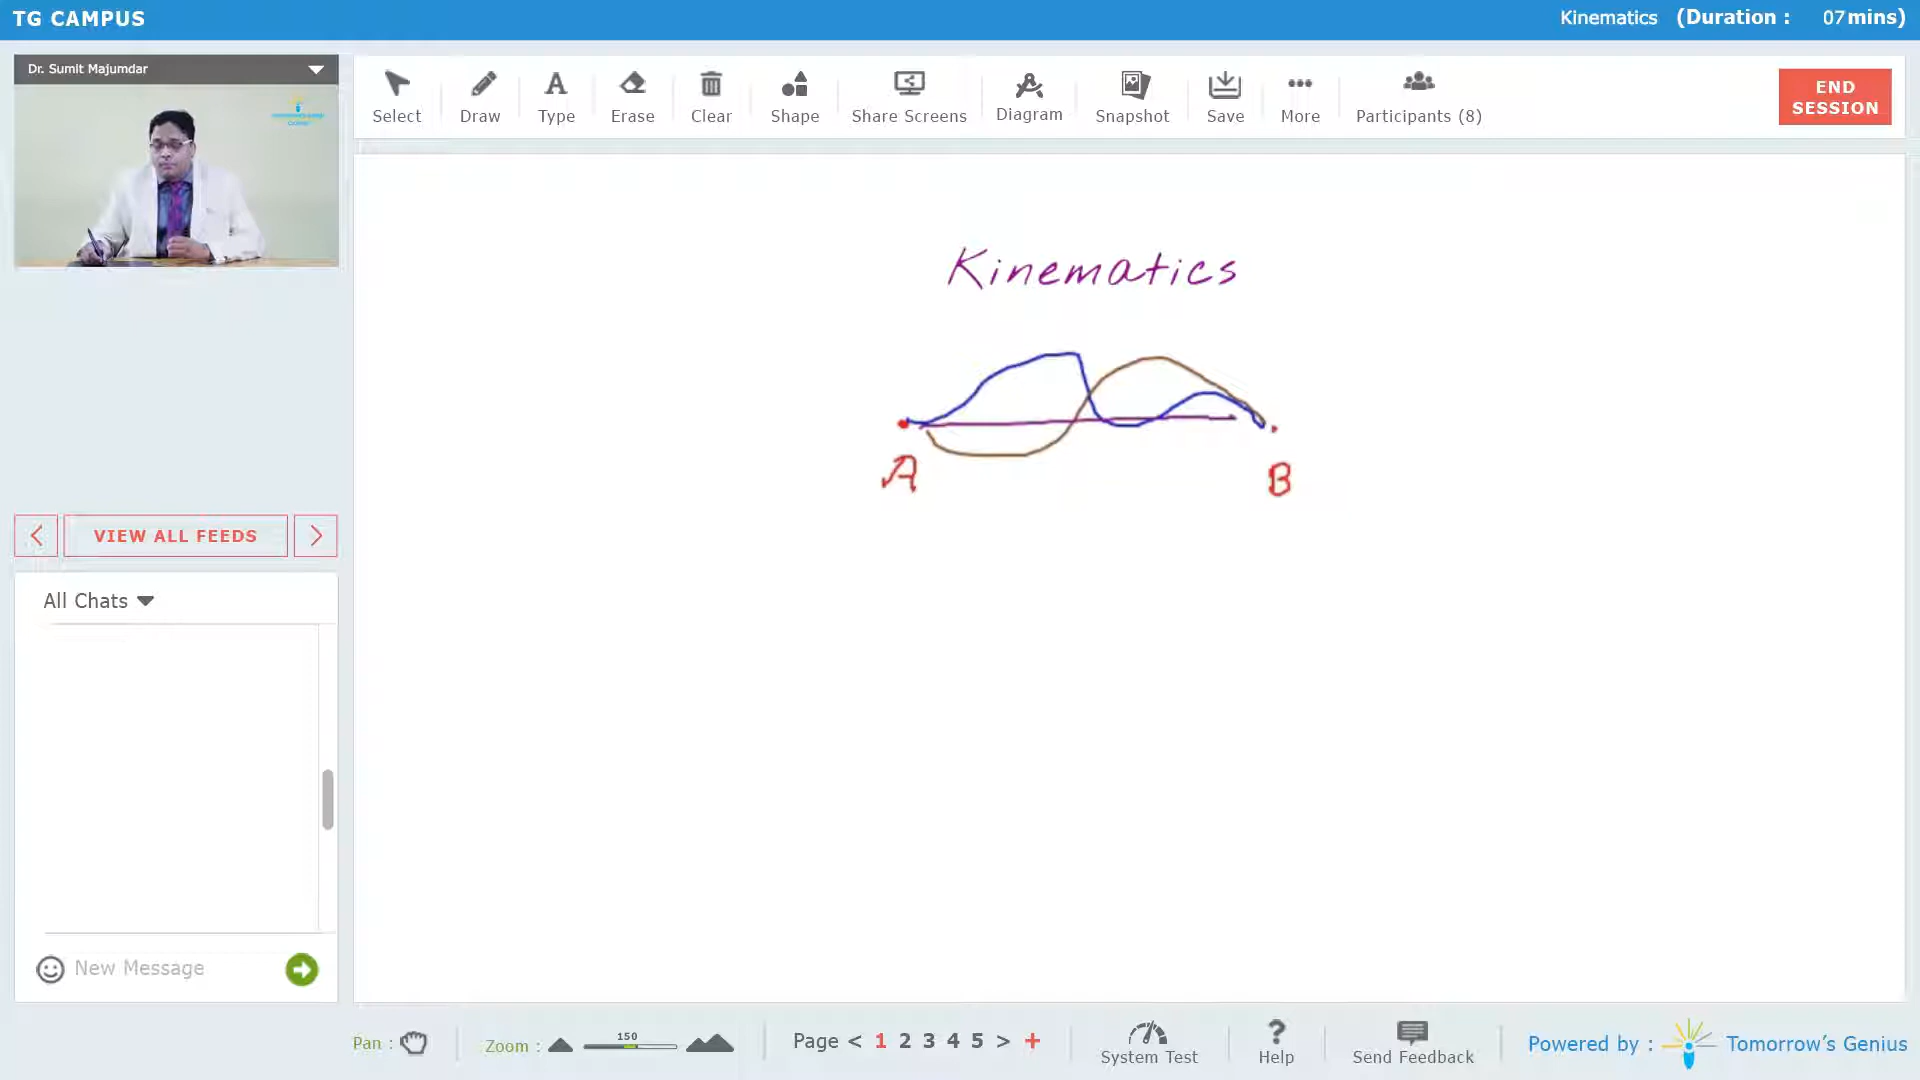 TG CAMPUS
Kinematics (Duration : 07 mins)
Dr. Sumit Majumdar
Select
Draw
Type
Erase
Clear
Shape
Share Screens
Diagram
Snapshot
Save
More
Participants (8)
END
SESSION
Kinematics
A
B
VIEW ALL FEEDS
All Chats
New Message
Pan :
Zoom :
150
Page < 1 2 3 4 5 > +
System Test
Help
Send Feedback
Powered by : Tomorrow's Genius